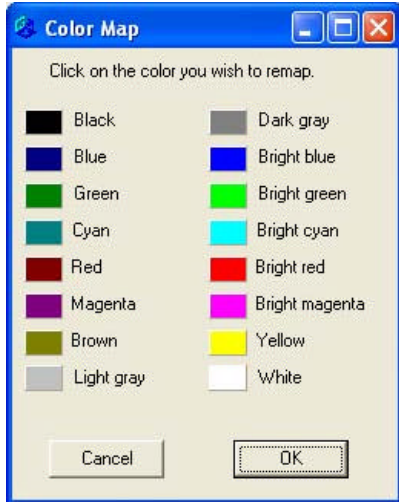 Color Map
Click on the color you wish to remap.
Black Dark gray
Blue Bright blue
Green Bright green
Cyan Bright cyan
Red Bright red
Magenta Bright magenta
Brown Yellow
Light gray White
Cancel OK